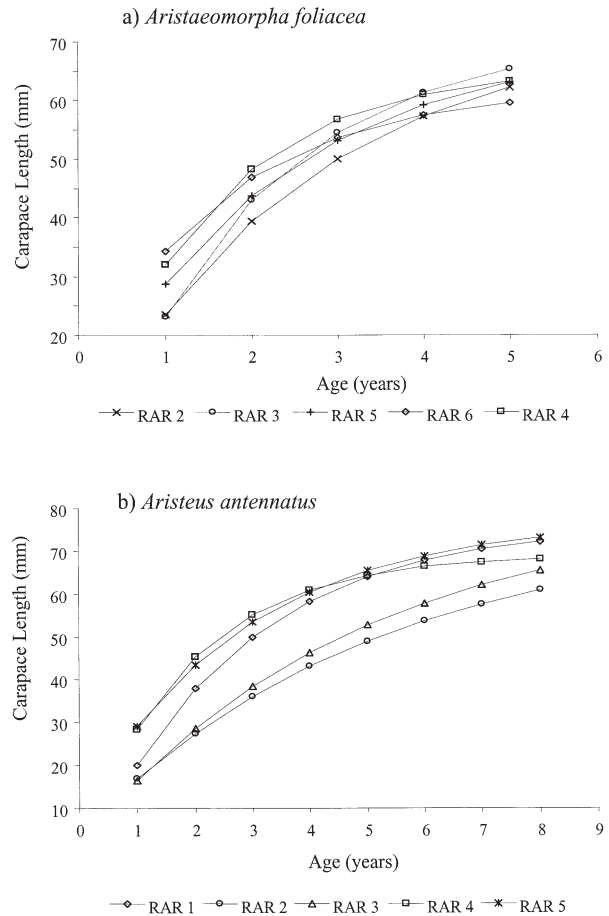 a) Aristaeomorpha foliacea
Carapace Length (mm)
70
60
50
40
30
20
0 1 2 3 4 5 6
Age (years)
RAR 2 RAR 3 RAR 5 RAR 6 RAR 4
b) Aristeus antennatus
Carapace Length (mm)
80
70
60
50
40
30
20
10
0 1 2 3 4 5 6 7 8 9
Age (years)
RAR 1 RAR 2 RAR 3 RAR 4 RAR 5